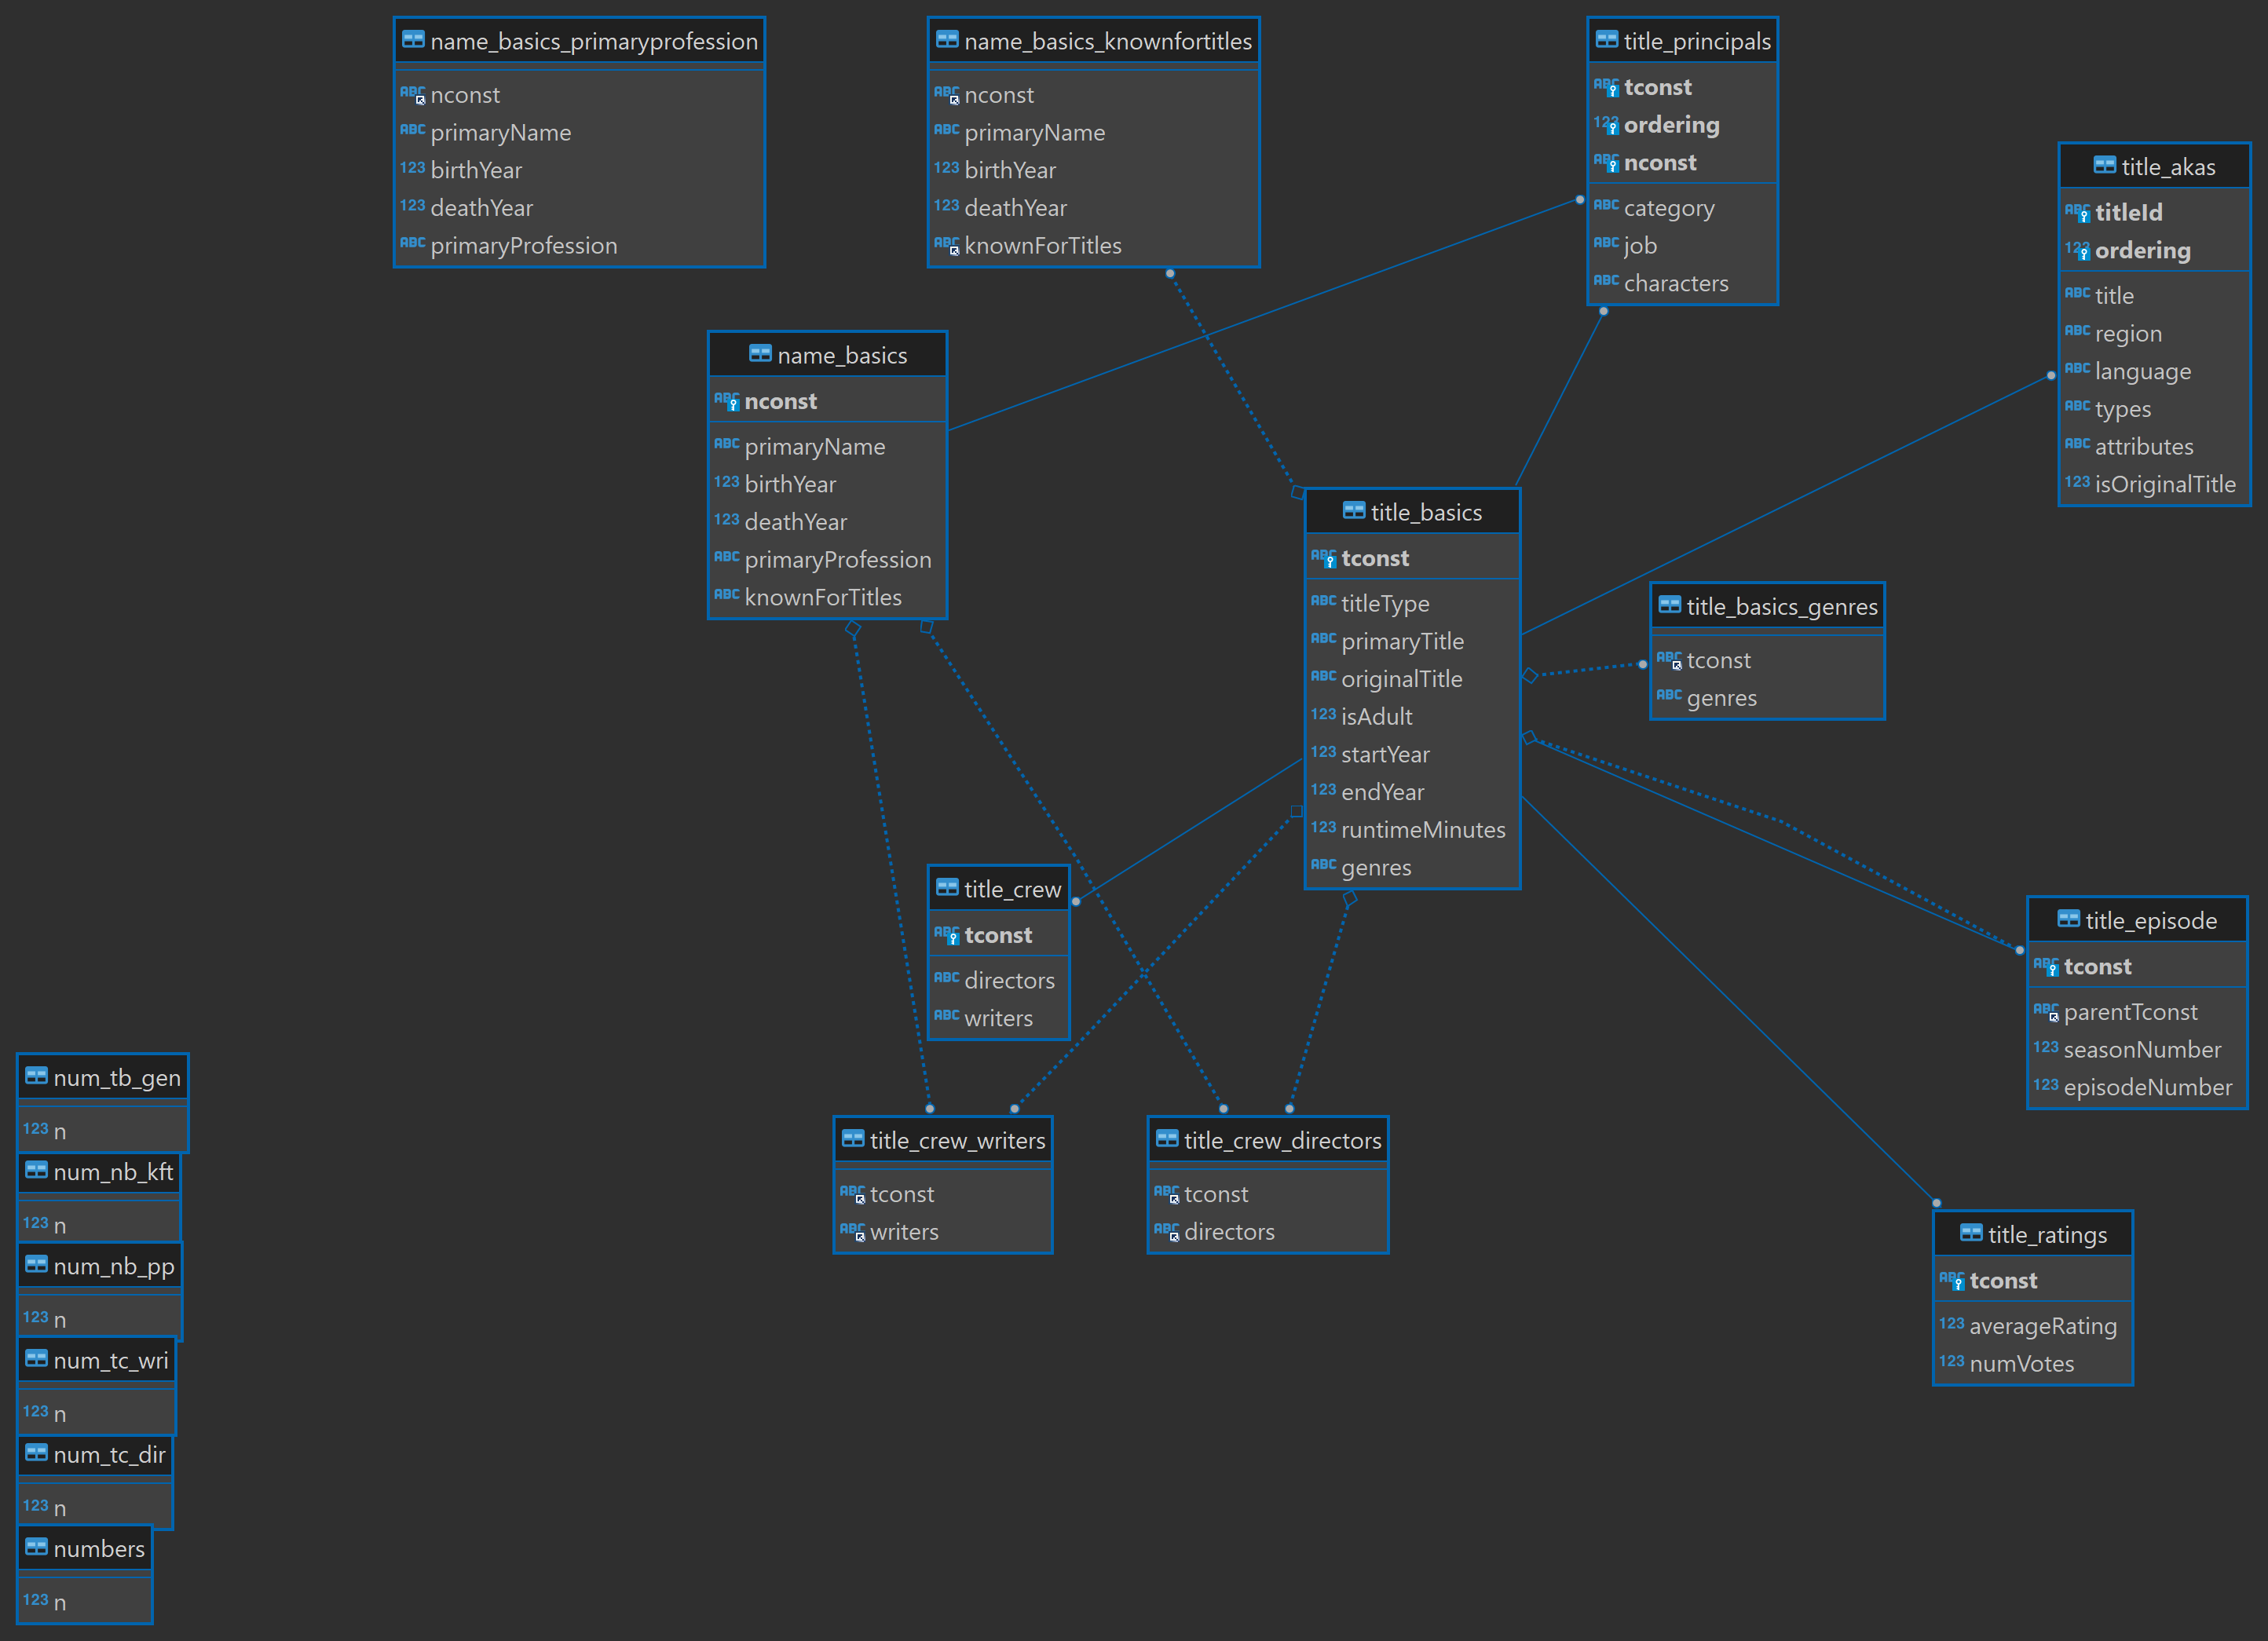 name_basics_primaryprofession
ABC nconst
ABC primaryName
123 birthYear
123 deathYear
ABC primaryProfession
name_basics_knownfortitles
ABC nconst
ABC primaryName
123 birthYear
123 deathYear
ABC knownForTitles
title_principals
ABC tconst
123 ordering
ABC nconst
ABC category
ABC job
ABC characters
title_akas
ABC titleId
123 ordering
ABC title
ABC region
ABC language
ABC types
ABC attributes
123 isOriginalTitle
name_basics
ABC nconst
ABC primaryName
123 birthYear
123 deathYear
ABC primaryProfession
ABC knownForTitles
title_basics
ABC tconst
ABC titleType
ABC primaryTitle
ABC originalTitle
123 isAdult
123 startYear
123 endYear
123 runtimeMinutes
ABC genres
title_basics_genres
ABC tconst
ABC genres
title_crew
ABC tconst
ABC directors
ABC writers
title_episode
ABC tconst
ABC parentTconst
123 seasonNumber
123 episodeNumber
title_crew_writers
ABC tconst
ABC writers
title_crew_directors
ABC tconst
ABC directors
title_ratings
ABC tconst
123 averageRating
123 numVotes
num_tb_gen
123 n
num_nb_kft
123 n
num_nb_pp
123 n
num_tc_wri
123 n
num_tc_dir
123 n
numbers
123 n